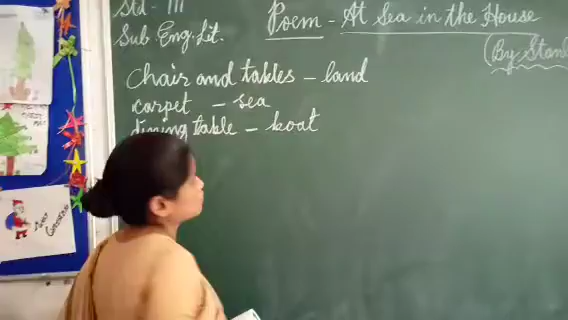 Std - III
Sub. Eng. Lit.
Poem - At Sea in the House
(By Stan
chair and tables - land
carpet - sea
dining table - boat